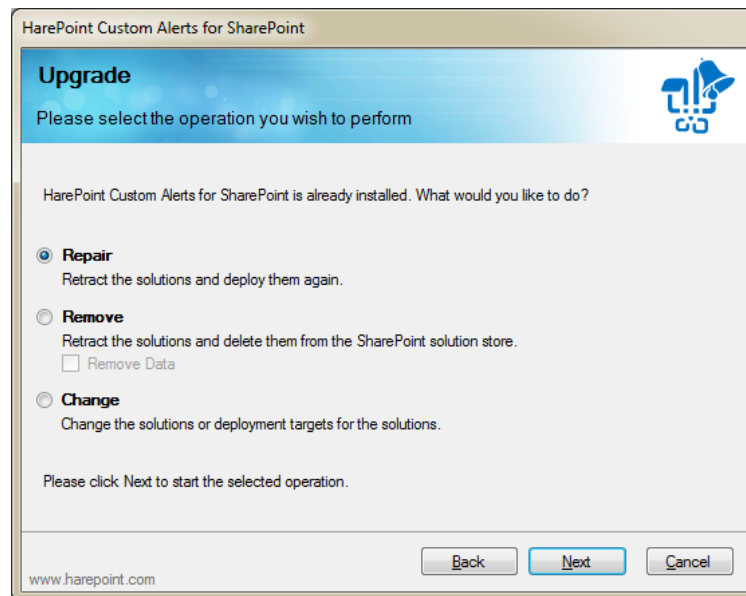 HarePoint Custom Alerts for SharePoint
Upgrade
Please select the operation you wish to perform
HarePoint Custom Alerts for SharePoint is already installed. What would you like to do?
Repair
Retract the solutions and deploy them again.
Remove
Retract the solutions and delete them from the SharePoint solution store.
Remove Data
Change
Change the solutions or deployment targets for the solutions.
Please click Next to start the selected operation.
Back Next Cancel
www.harepoint.com